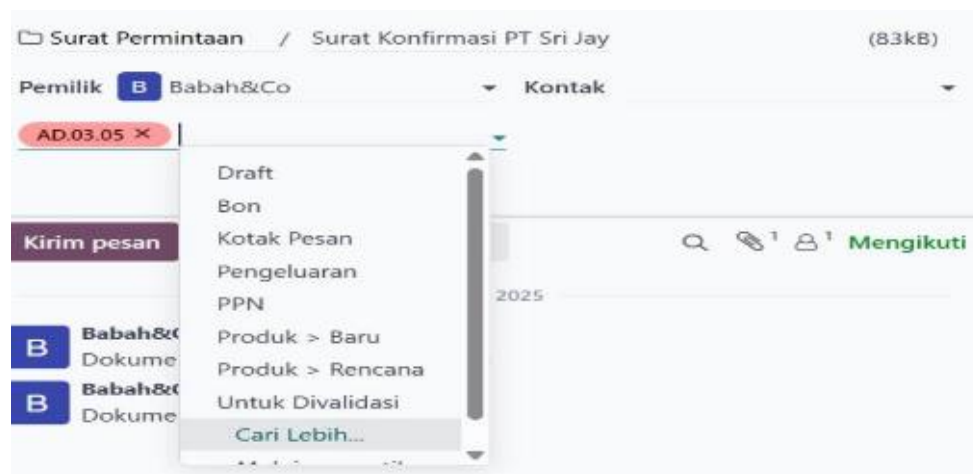 Surat Permintaan / Surat Konfirmasi PT Sri Jay (83kB)
Pemilik B Babah&Co Kontak
AD.03.05 ×
Draft
Bon
Kirim pesan Kotak Pesan 1 1 Mengikuti
Pengeluaran
PPN 2025
B Babah&C Produk > Baru
Dokume Produk > Rencana
B Babah&C Untuk Divalidasi
Dokume Cari Lebih...